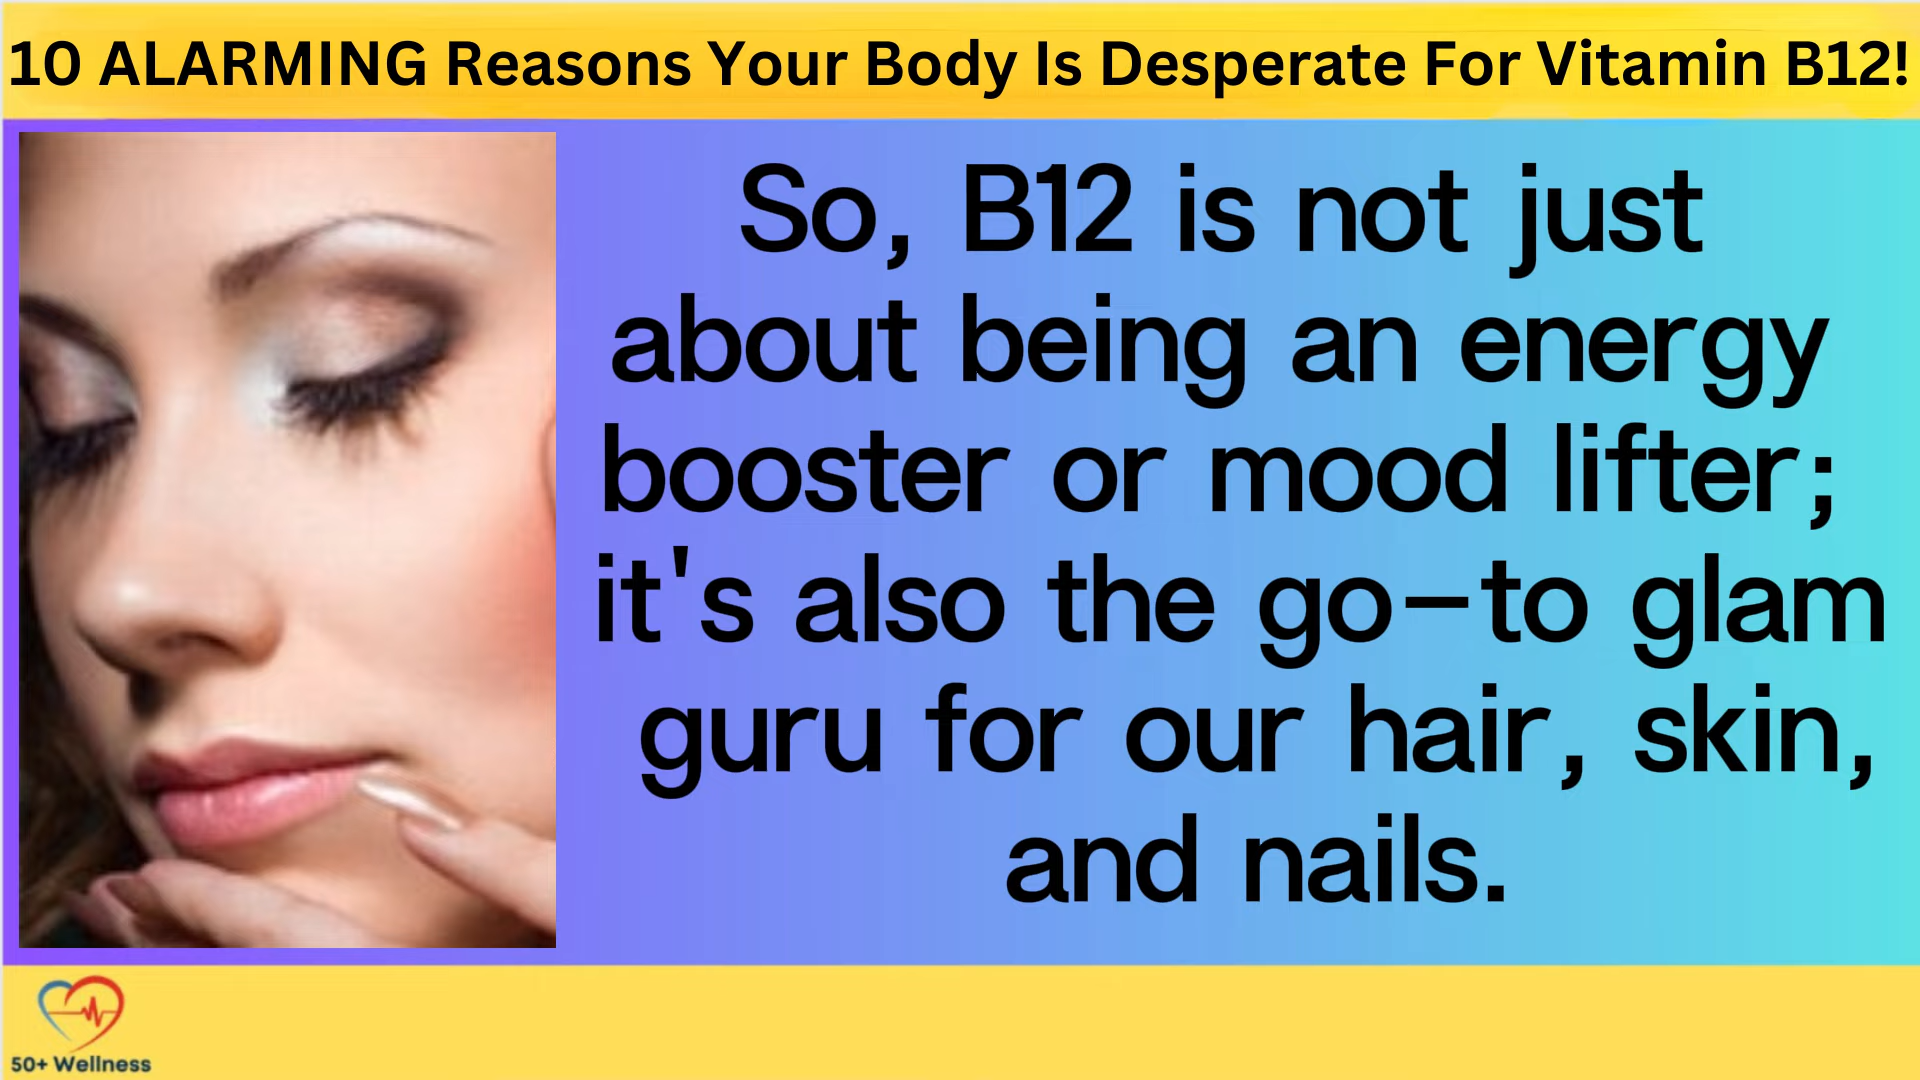 10 ALARMING Reasons Your Body Is Desperate For Vitamin B12!
So, B12 is not just
about being an energy
booster or mood lifter;
it's also the go-to glam
guru for our hair, skin,
and nails.
50+ Wellness